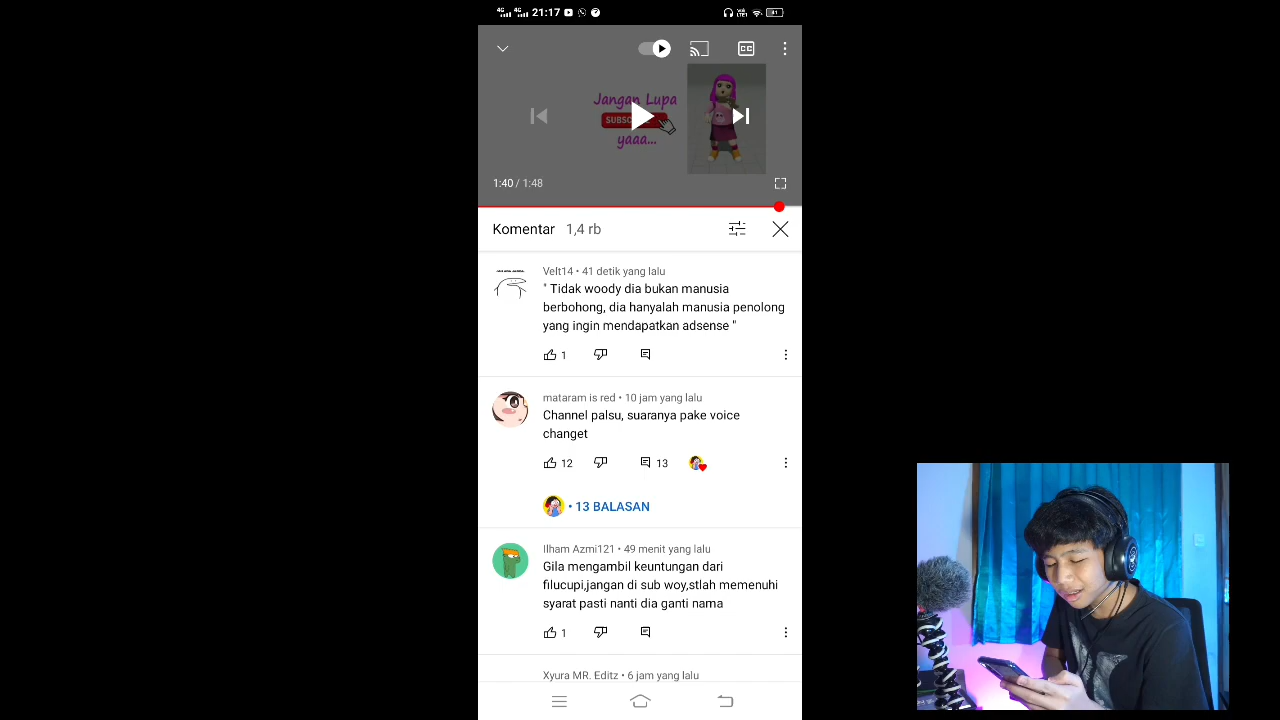 4G 4G 21:17
81
CC
Jangan Lupa
yaaa...
1:40 / 1:48
Komentar 1,4 rb
Velt14 • 41 detik yang lalu
" Tidak woody dia bukan manusia
berbohong, dia hanyalah manusia penolong
yang ingin mendapatkan adsense "
1
mataram is red • 10 jam yang lalu
Channel palsu, suaranya pake voice
changet
12 13
• 13 BALASAN
Ilham Azmi121 • 49 menit yang lalu
Gila mengambil keuntungan dari
filucupi,jangan di sub woy,stlah memenuhi
syarat pasti nanti dia ganti nama
1
Xyura MR. Editz • 6 jam yang lalu